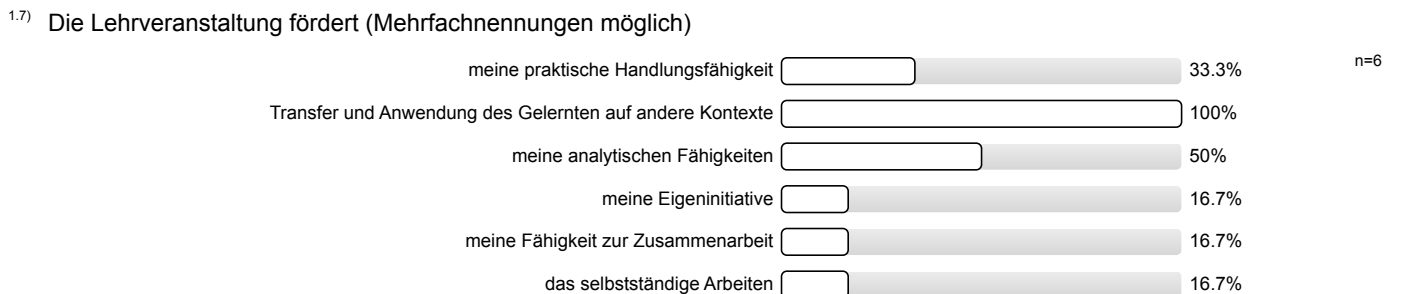 1.7) Die Lehrveranstaltung fördert (Mehrfachnennungen möglich)
meine praktische Handlungsfähigkeit 33.3% n=6
Transfer und Anwendung des Gelernten auf andere Kontexte 100%
meine analytischen Fähigkeiten 50%
meine Eigeninitiative 16.7%
meine Fähigkeit zur Zusammenarbeit 16.7%
das selbstständige Arbeiten 16.7%